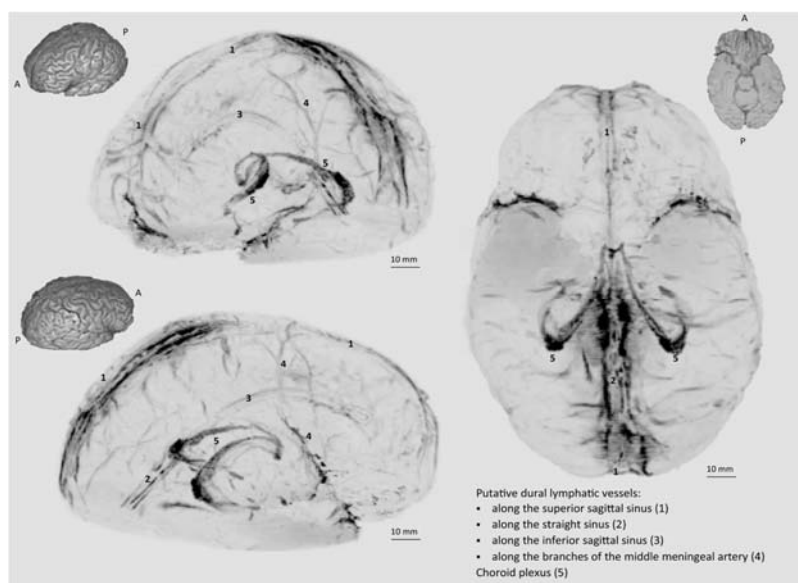 P
A
1
1
3
4
5
5
10 mm
A
P
1
1
4
3
4
5
2
10 mm
A
P
1
5
5
2
1
10 mm
Putative dural lymphatic vessels:
• along the superior sagittal sinus (1)
• along the straight sinus (2)
• along the inferior sagittal sinus (3)
• along the branches of the middle meningeal artery (4)
Choroid plexus (5)